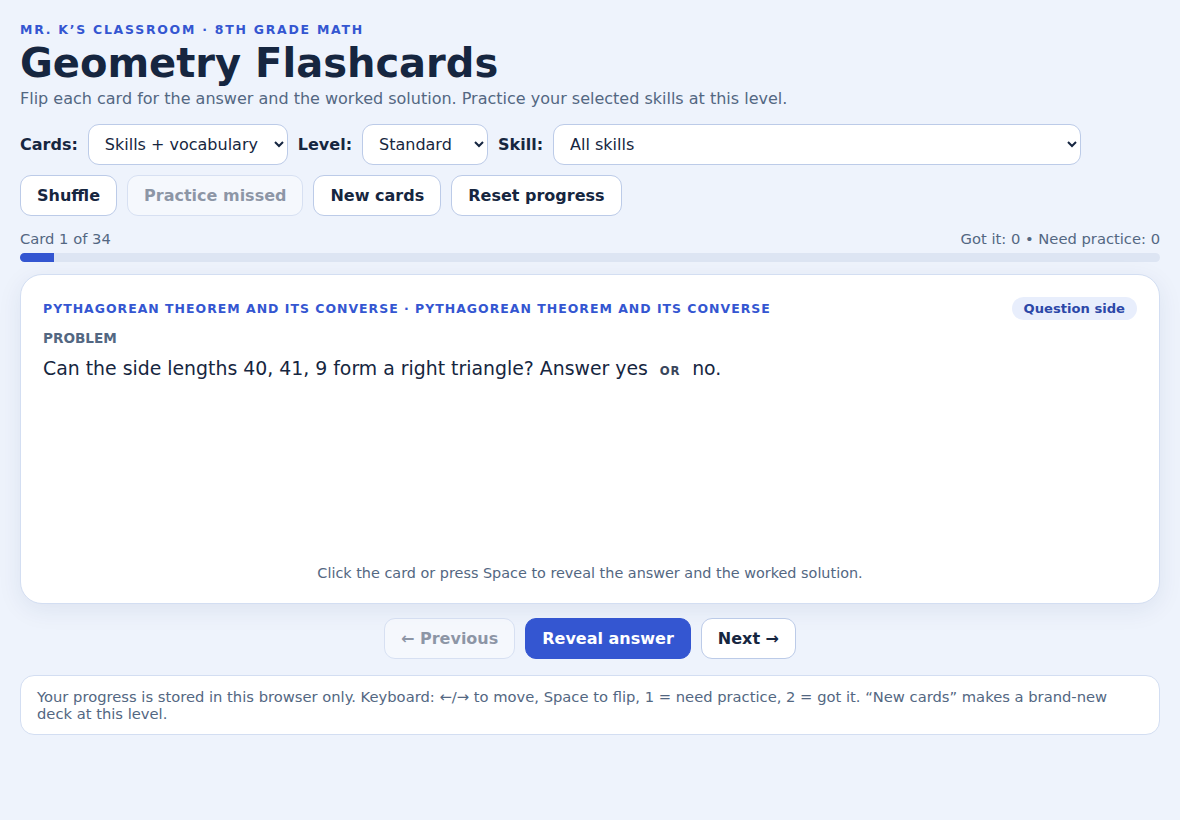 MR. K’S CLASSROOM · 8TH GRADE MATH
Geometry Flashcards
Flip each card for the answer and the worked solution. Practice your selected skills at this level.
Cards: Skills + vocabulary Level: Standard Skill: All skills
Shuffle Practice missed New cards Reset progress
Card 1 of 34 Got it: 0 • Need practice: 0
PYTHAGOREAN THEOREM AND ITS CONVERSE · PYTHAGOREAN THEOREM AND ITS CONVERSE Question side
PROBLEM
Can the side lengths 40, 41, 9 form a right triangle? Answer yes OR no.
Click the card or press Space to reveal the answer and the worked solution.
← Previous Reveal answer Next →
Your progress is stored in this browser only. Keyboard: ←/→ to move, Space to flip, 1 = need practice, 2 = got it. “New cards” makes a brand-new
deck at this level.